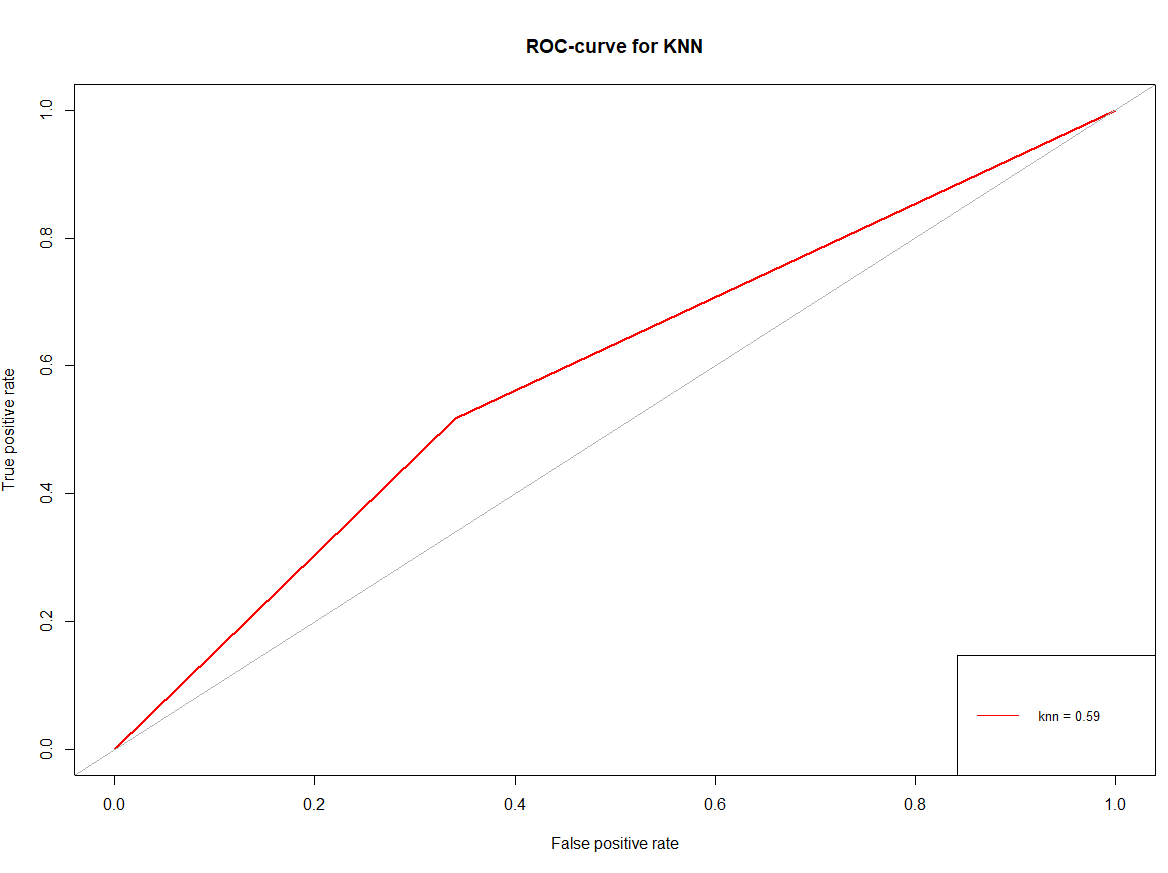 ROC-curve for KNN
True positive rate
1.0
0.8
0.6
0.4
0.2
0.0
knn = 0.59
0.0 0.2 0.4 0.6 0.8 1.0
False positive rate